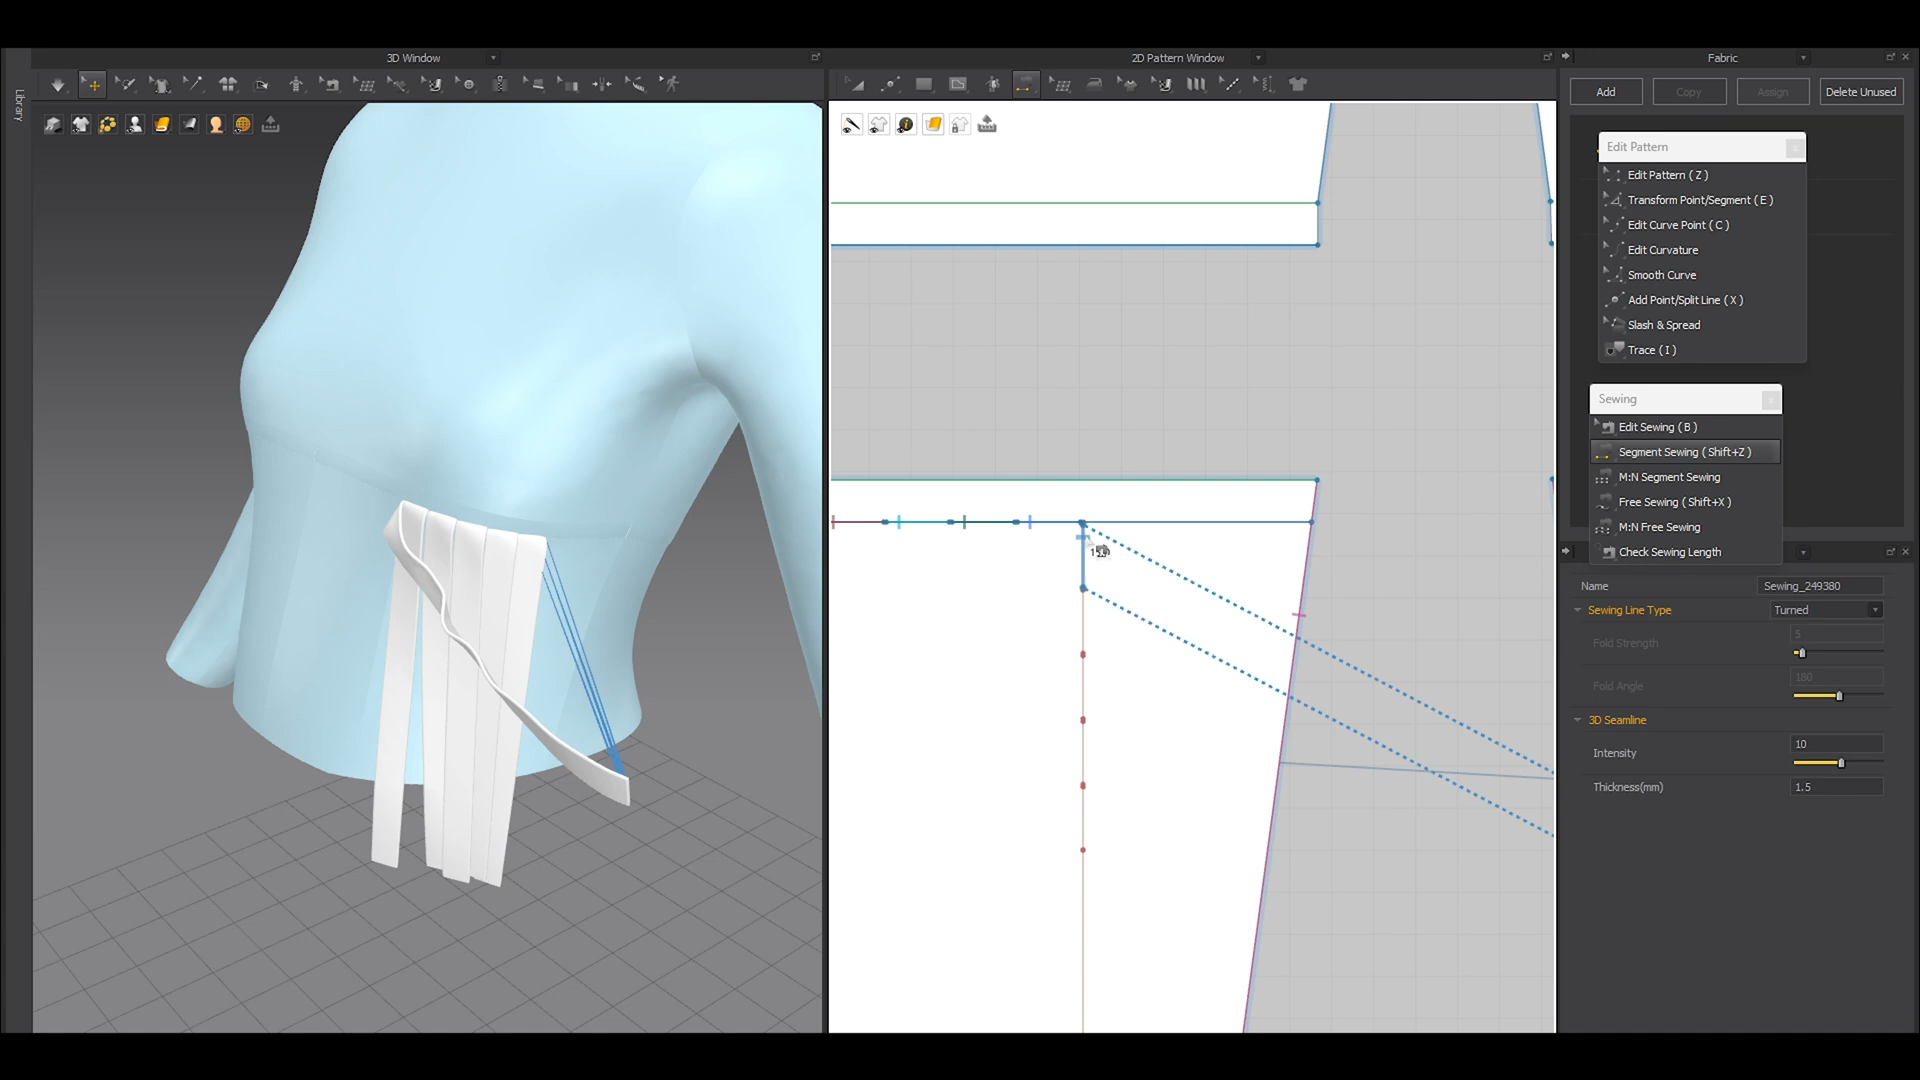 3D Window
2D Pattern Window
Fabric
Library
Add
Copy
Assign
Delete Unused
Edit Pattern
Edit Pattern ( Z )
Transform Point/Segment ( E )
Edit Curve Point ( C )
Edit Curvature
Smooth Curve
Add Point/Split Line ( X )
Slash & Spread
Trace ( I )
Sewing
Edit Sewing ( B )
Segment Sewing ( Shift+Z )
M:N Segment Sewing
Free Sewing ( Shift+X )
M:N Free Sewing
Check Sewing Length
Name
Sewing_249380
Sewing Line Type
Turned
Fold Strength
5
Fold Angle
180
3D Seamline
Intensity
10
Thickness(mm)
1.5